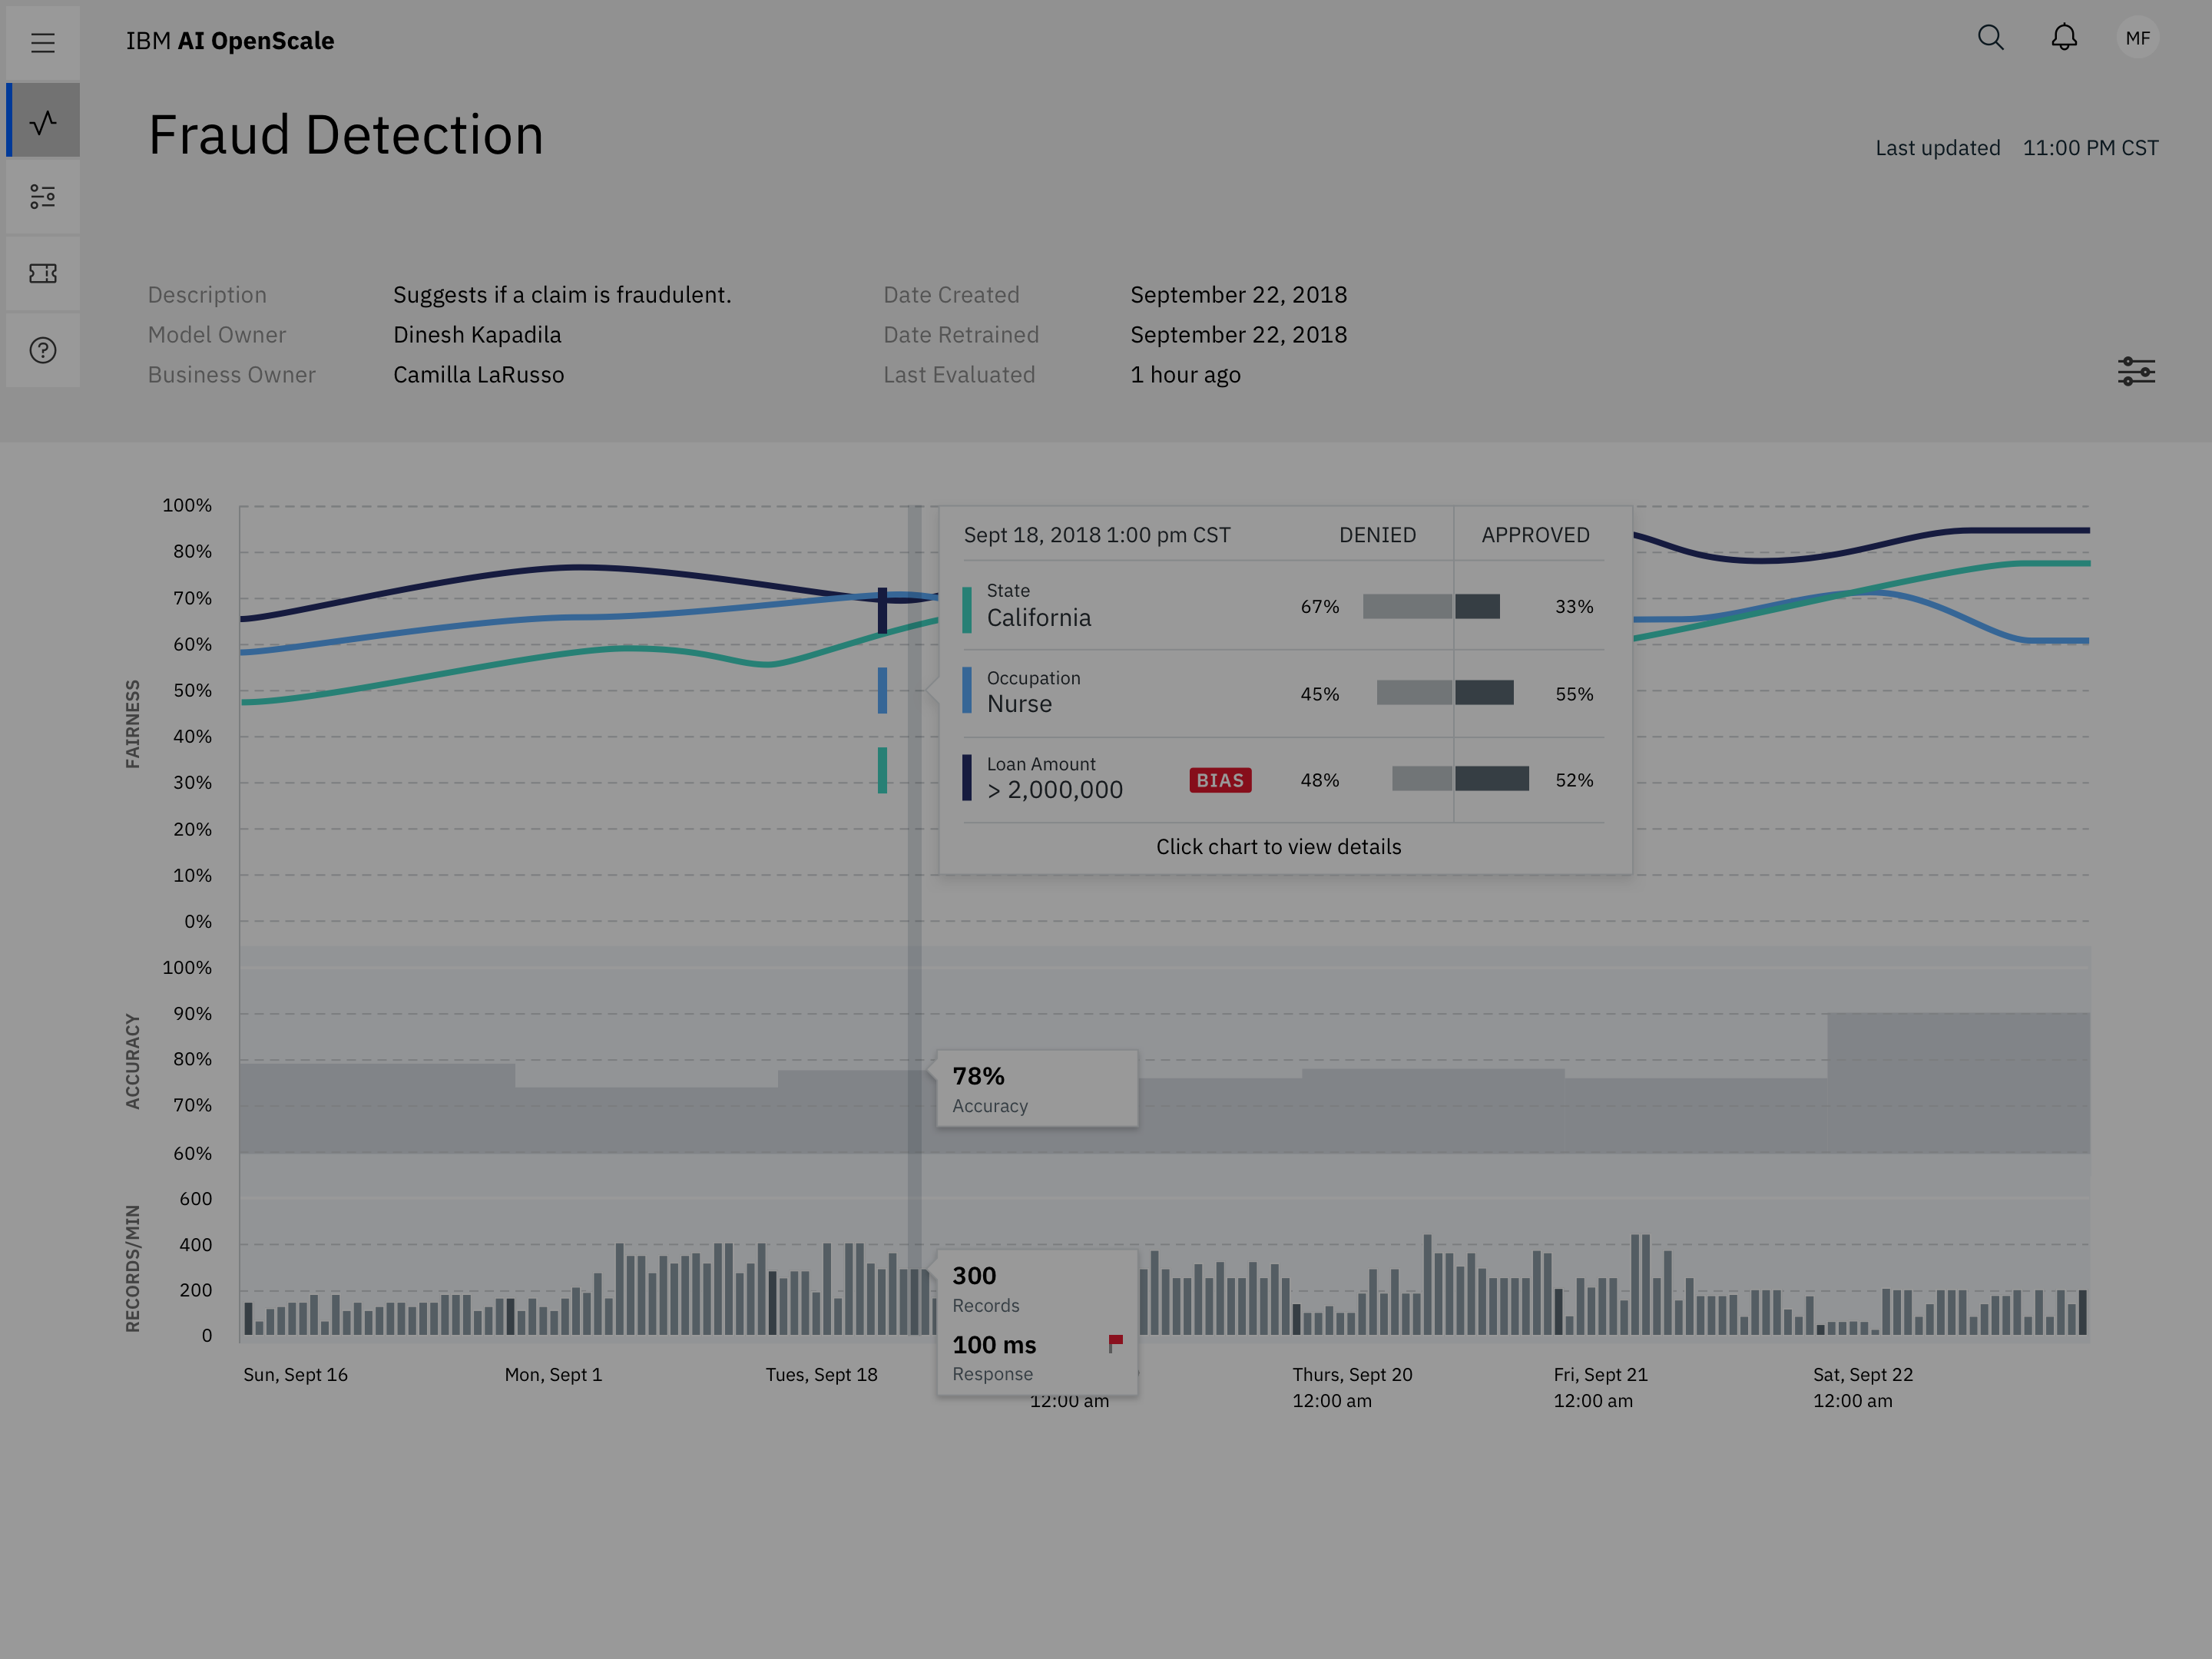 IBM AI OpenScale
MF
Fraud Detection
Last updated 11:00 PM CST
Description Suggests if a claim is fraudulent. Date Created September 22, 2018
Model Owner Dinesh Kapadila Date Retrained September 22, 2018
Business Owner Camilla LaRusso Last Evaluated 1 hour ago
FAIRNESS
100%
80%
70%
60%
50%
40%
30%
20%
10%
0%
Sept 18, 2018 1:00 pm CST DENIED APPROVED
State
California 67% 33%
Occupation
Nurse 45% 55%
Loan Amount
> 2,000,000 BIAS 48% 52%
Click chart to view details
ACCURACY
100%
90%
80%
70%
60%
78%
Accuracy
RECORDS/MIN
600
400
200
0
300
Records
100 ms
Response
Sun, Sept 16 Mon, Sept 1 Tues, Sept 18 Thurs, Sept 20 Fri, Sept 21 Sat, Sept 22
12:00 am 12:00 am 12:00 am 12:00 am